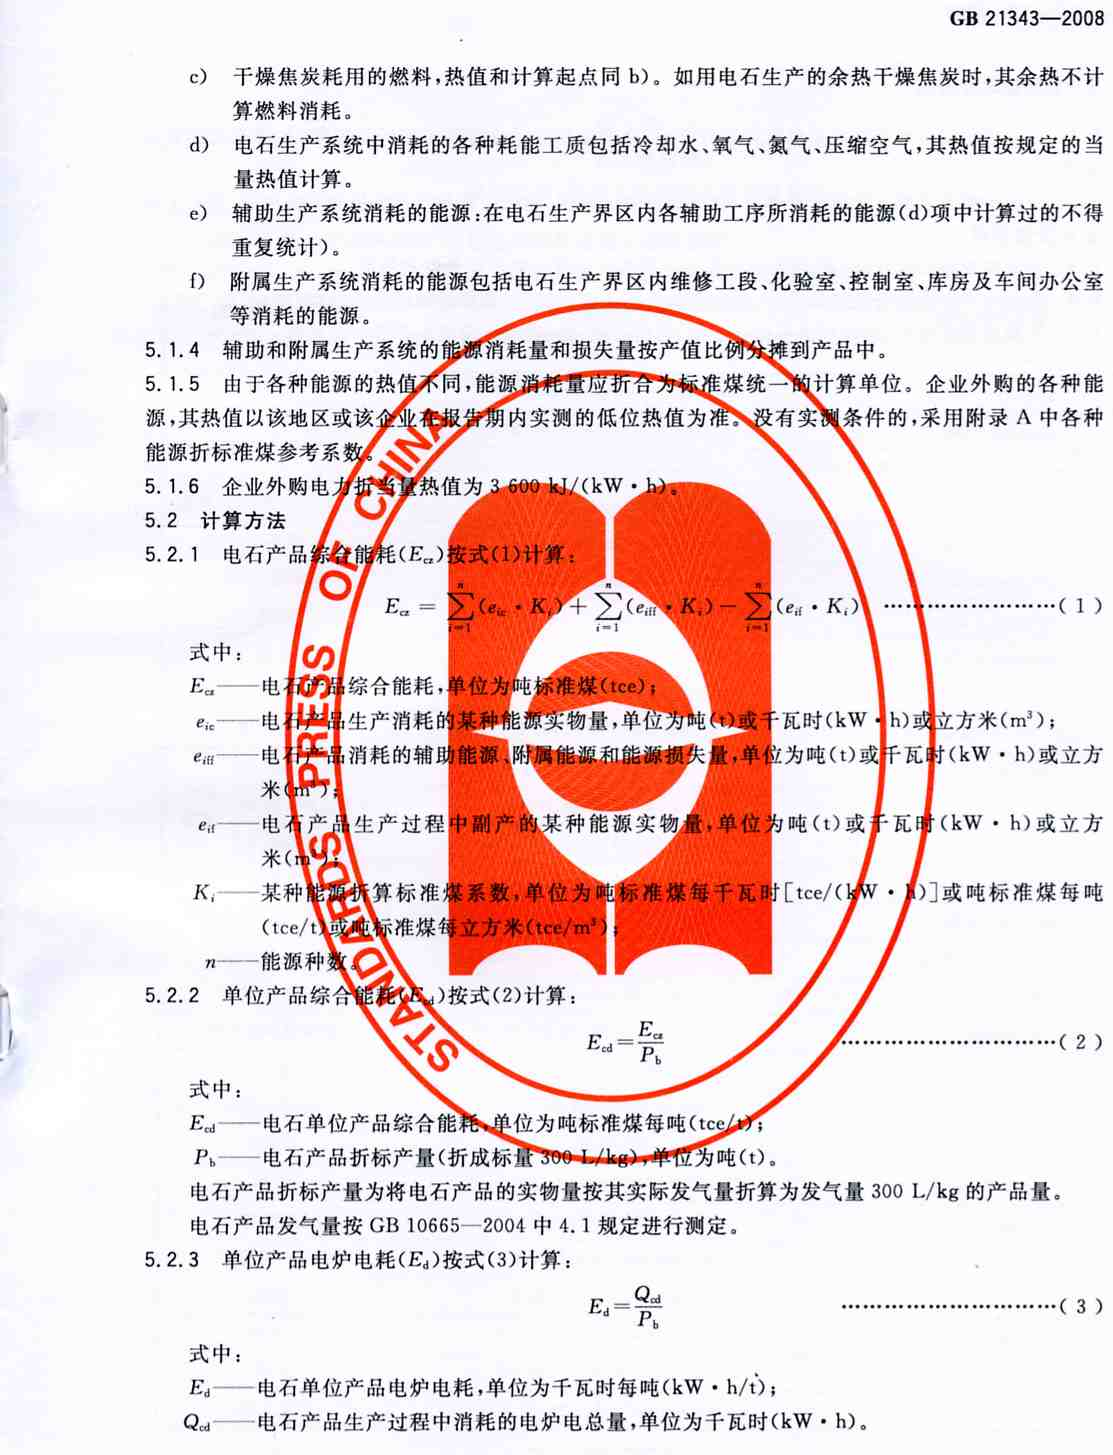 GB 21343—2008
c) 干燥焦炭耗用的燃料,热值和计算起点同 b)。如用电石生产的余热干燥焦炭时,其余热不计
算燃料消耗。
d) 电石生产系统中消耗的各种耗能工质包括冷却水、氧气、氮气、压缩空气,其热值按规定的当
量热值计算。
e) 辅助生产系统消耗的能源:在电石生产界区内各辅助工序所消耗的能源(d)项中计算过的不得
重复统计)。
f) 附属生产系统消耗的能源包括电石生产界区内维修工段、化验室、控制室、库房及车间办公室
等消耗的能源。
5.1.4 辅助和附属生产系统的能源消耗量和损失量按产值比例分摊到产品中。
5.1.5 由于各种能源的热值不同,能源消耗量应折合为标准煤统一的计算单位。企业外购的各种能
源,其热值以该地区或该企业在报告期内实测的低位热值为准。没有实测条件的,采用附录 A 中各种
能源折标准煤参考系数。
5.1.6 企业外购电力折当量热值为 3 600 kJ/(kW·h)。
5.2 计算方法
5.2.1 电石产品综合能耗(E_cz)按式(1)计算:
E_cz = ∑_{i=1}^{n}(e_ic·K_i)+∑_{i=1}^{n}(e_iff·K_i)−∑_{i=1}^{n}(e_if·K_i) ……………………(1)
式中:
E_cz——电石产品综合能耗,单位为吨标准煤(tce);
e_ic——电石产品生产消耗的某种能源实物量,单位为吨(t)或千瓦时(kW·h)或立方米(m³);
e_iff——电石产品消耗的辅助能源、附属能源和能源损失量,单位为吨(t)或千瓦时(kW·h)或立方
米(m³);
e_if——电石产品生产过程中副产的某种能源实物量,单位为吨(t)或千瓦时(kW·h)或立方
米(m³);
K_i——某种能源折算标准煤系数,单位为吨标准煤每千瓦时[tce/(kW·h)]或吨标准煤每吨
(tce/t)或吨标准煤每立方米(tce/m³);
n——能源种数。
5.2.2 单位产品综合能耗(E_cd)按式(2)计算:
E_cd=E_cz/P_b …………………………(2)
式中:
E_cd——电石单位产品综合能耗,单位为吨标准煤每吨(tce/t);
P_b——电石产品折标产量(折成标量 300 L/kg),单位为吨(t)。
电石产品折标产量为将电石产品的实物量按其实际发气量折算为发气量 300 L/kg 的产品量。
电石产品发气量按 GB 10665—2004 中 4.1 规定进行测定。
5.2.3 单位产品电炉电耗(E_d)按式(3)计算:
E_d=Q_cd/P_b …………………………(3)
式中:
E_d——电石单位产品电炉电耗,单位为千瓦时每吨(kW·h/t);
Q_cd——电石产品生产过程中消耗的电炉电总量,单位为千瓦时(kW·h)。
STANDARDS PRESS OF CHINA